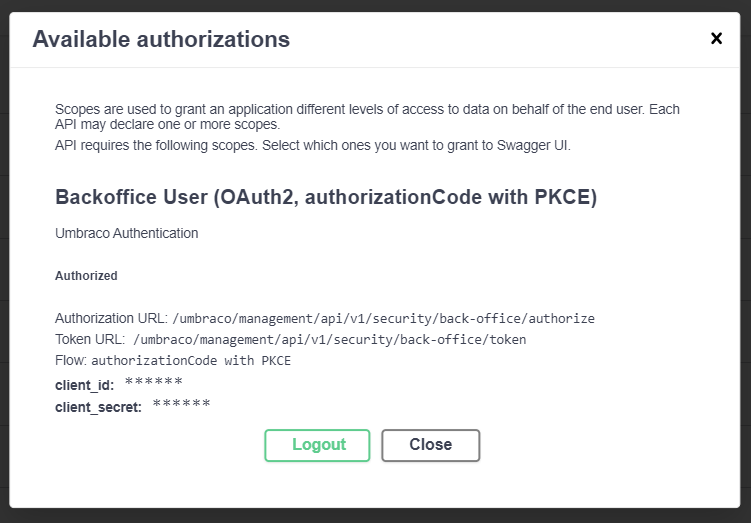 Available authorizations
Scopes are used to grant an application different levels of access to data on behalf of the end user. Each
API may declare one or more scopes.
API requires the following scopes. Select which ones you want to grant to Swagger UI.
Backoffice User (OAuth2, authorizationCode with PKCE)
Umbraco Authentication
Authorized
Authorization URL: /umbraco/management/api/v1/security/back-office/authorize
Token URL: /umbraco/management/api/v1/security/back-office/token
Flow: authorizationCode with PKCE
client_id: ******
client_secret: ******
Logout Close